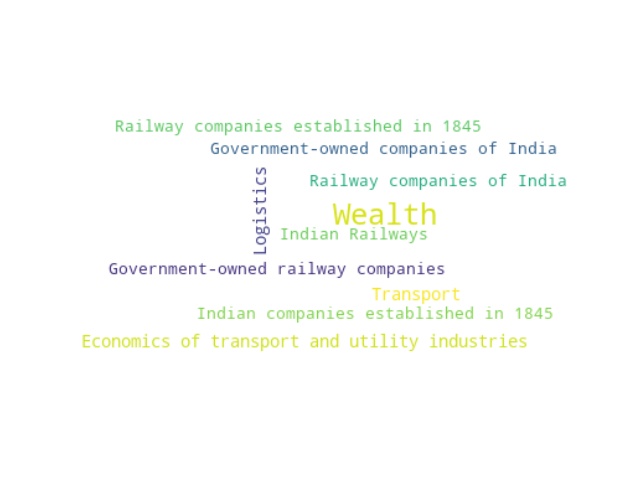 Railway companies established in 1845
Government-owned companies of India
Logistics
Railway companies of India
Wealth
Indian Railways
Government-owned railway companies
Transport
Indian companies established in 1845
Economics of transport and utility industries